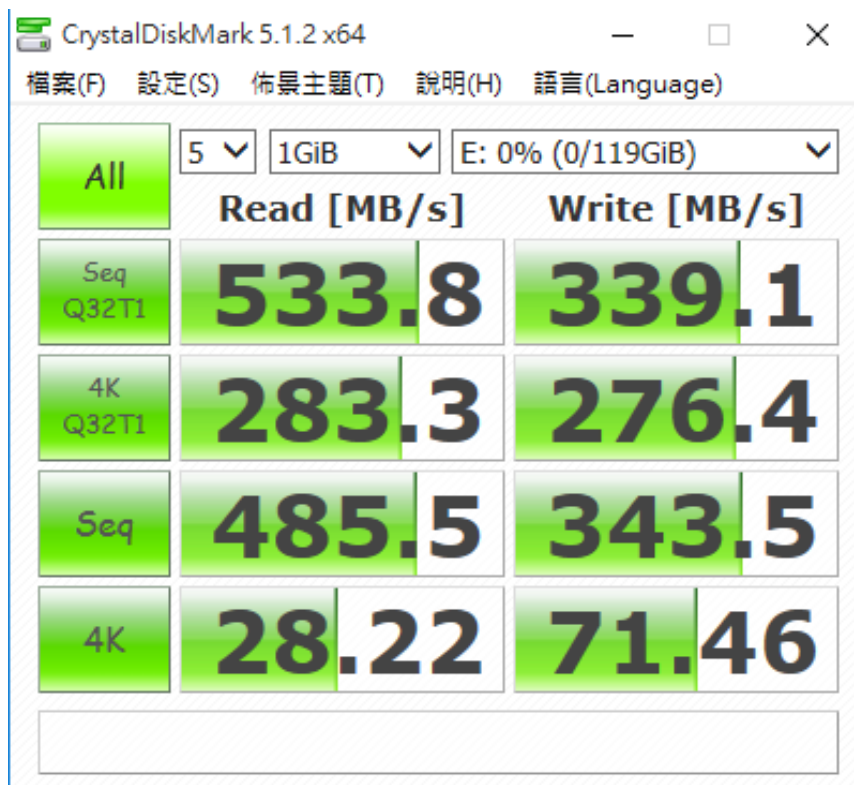 CrystalDiskMark 5.1.2 x64
檔案(F) 設定(S) 佈景主題(T) 說明(H) 語言(Language)
All 5 1GiB E: 0% (0/119GiB)
Read [MB/s] Write [MB/s]
Seq Q32T1 533.8 339.1
4K Q32T1 283.3 276.4
Seq 485.5 343.5
4K 28.22 71.46